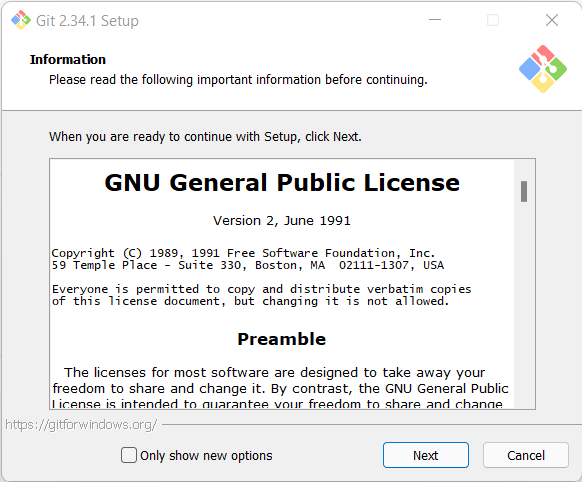 Git 2.34.1 Setup
Information
Please read the following important information before continuing.
When you are ready to continue with Setup, click Next.
GNU General Public License
Version 2, June 1991
Copyright (C) 1989, 1991 Free Software Foundation, Inc.
59 Temple Place - Suite 330, Boston, MA  02111-1307, USA
Everyone is permitted to copy and distribute verbatim copies
of this license document, but changing it is not allowed.
Preamble
The licenses for most software are designed to take away your
freedom to share and change it. By contrast, the GNU General Public
License is intended to guarantee your freedom to share and change
https://gitforwindows.org/
Only show new options
Next
Cancel